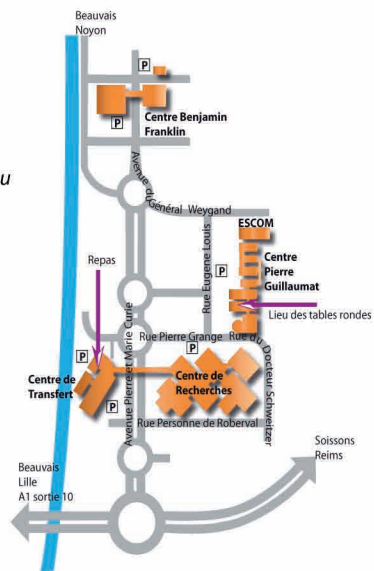 Beauvais
Noyon
P
P
Centre Benjamin
Franklin
u
Avenue du Général Weygand
ESCOM
Centre
Pierre
Guillaumat
P
Rue Eugene Louis
Repas
Lieu des tables rondes
Avenue Pierre et Marie Curie
Rue Pierre Grange
Rue du Docteur Schweitzer
P
P
Centre de
Transfert
P
Centre de
Recherches
Rue Personne de Roberval
Soissons
Reims
Beauvais
Lille
A1 sortie 10